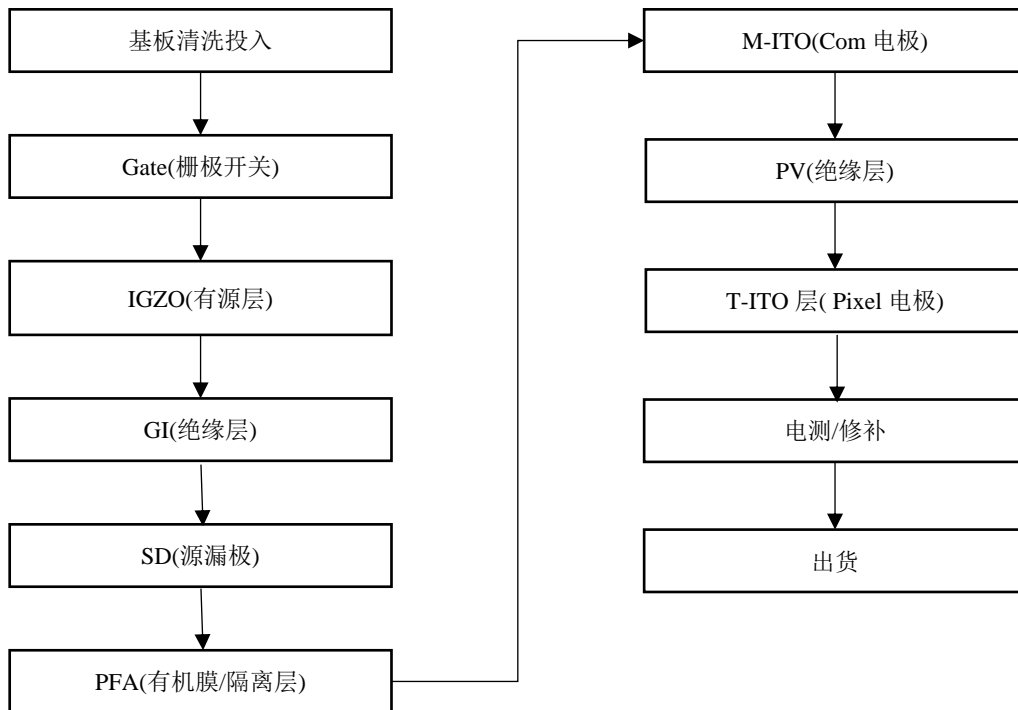 基板清洗投入
Gate(栅极开关)
IGZO(有源层)
GI(绝缘层)
SD(源漏极)
PFA(有机膜/隔离层)
M-ITO(Com 电极)
PV(绝缘层)
T-ITO 层( Pixel 电极)
电测/修补
出货